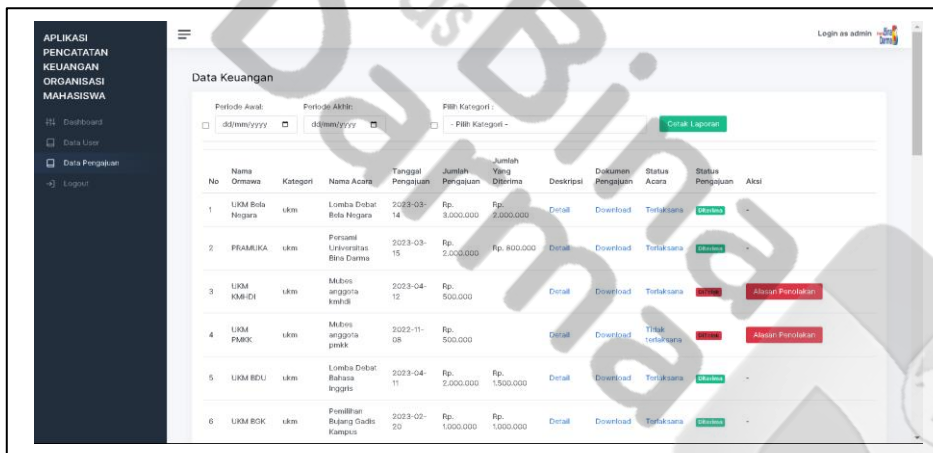 APLIKASI
PENCATATAN
KEUANGAN
ORGANISASI
MAHASISWA
Dashboard
Data User
Data Pengajuan
Logout
Login as admin
Data Keuangan
Periode Awal: Periode Akhir: Pilih Kategori :
dd/mm/yyyy dd/mm/yyyy - Pilih Kategori - Cetak Laporan
No Nama Ormawa Kategori Nama Acara Tanggal Pengajuan Jumlah Pengajuan Jumlah Yang Diterima Deskripsi Dokumen Pengajuan Status Acara Status Pengajuan Aksi
1 UKM Bela Negara ukm Lomba Debat Bela Negara 2023-03-14 Rp. 3.000.000 Rp. 2.000.000 Detail Download Terlaksana Diterima -
2 PRAMUKA ukm Persami Universitas Bina Darma 2023-03-15 Rp. 2.000.000 Rp. 800.000 Detail Download Terlaksana Diterima -
3 UKM KMHDI ukm Mubes anggota kmhdi 2023-04-12 Rp. 500.000 Detail Download Terlaksana Ditolak Alasan Penolakan
4 UKM PMKK ukm Mubes anggota pmkk 2022-11-08 Rp. 500.000 Detail Download Tidak terlaksana Ditolak Alasan Penolakan
5 UKM BDU ukm Lomba Debat Bahasa Inggris 2023-04-11 Rp. 2.000.000 Rp. 1.500.000 Detail Download Terlaksana Diterima -
6 UKM BGK ukm Pemilihan Bujang Gadis Kampus 2023-02-20 Rp. 1.000.000 Rp. 1.000.000 Detail Download Terlaksana Diterima -
Bina
Darma